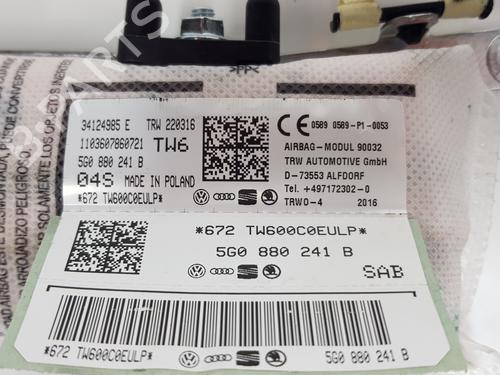 34124985 E TRW 220316
1103607860721 TW6
5G0 880 241 B
04S MADE IN POLAND
*672 TW600C0EULP*
CE 0589 0589-P1-0053
AIRBAG-MODUL 90032
TRW AUTOMOTIVE GmbH
D-73553 ALFDORF
Tel. +497172302-0
TRWO-4 2016
*672 TW600C0EULP*
5G0 880 241 B
SAB
*672 TW600C0EULP*
5G0 880 241 B
B-PARTS